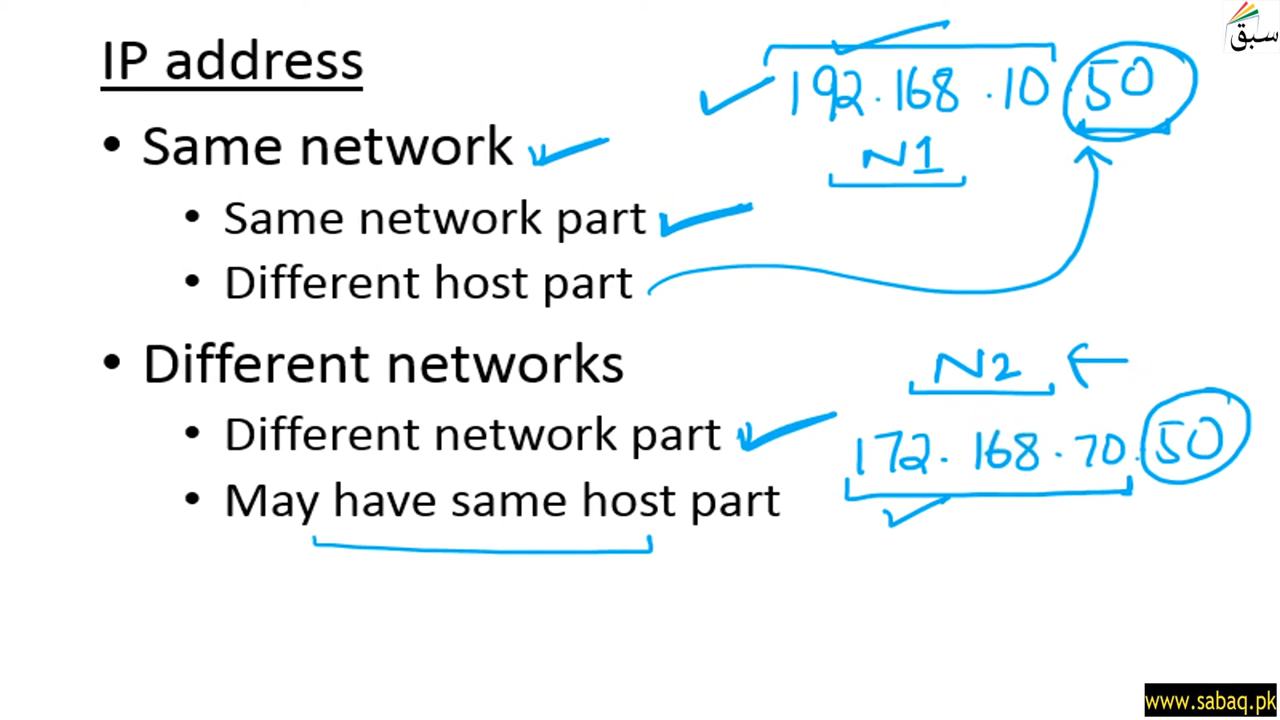 سبق
IP address
192.168.10.50
• Same network
N1
• Same network part
• Different host part
• Different networks
N2
• Different network part
172.168.70.50
• May have same host part
www.sabaq.pk